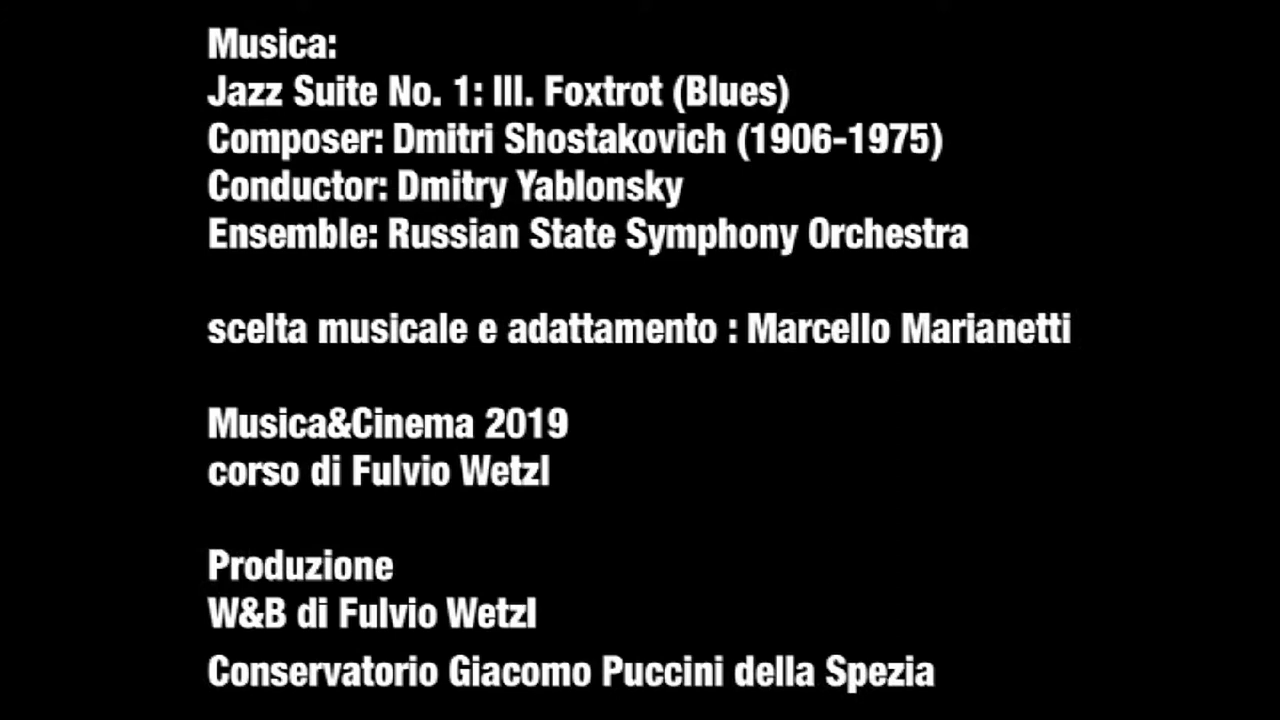 Musica:
Jazz Suite No. 1: III. Foxtrot (Blues)
Composer: Dmitri Shostakovich (1906-1975)
Conductor: Dmitry Yablonsky
Ensemble: Russian State Symphony Orchestra
scelta musicale e adattamento : Marcello Marianetti
Musica&Cinema 2019
corso di Fulvio Wetzl
Produzione
W&B di Fulvio Wetzl
Conservatorio Giacomo Puccini della Spezia